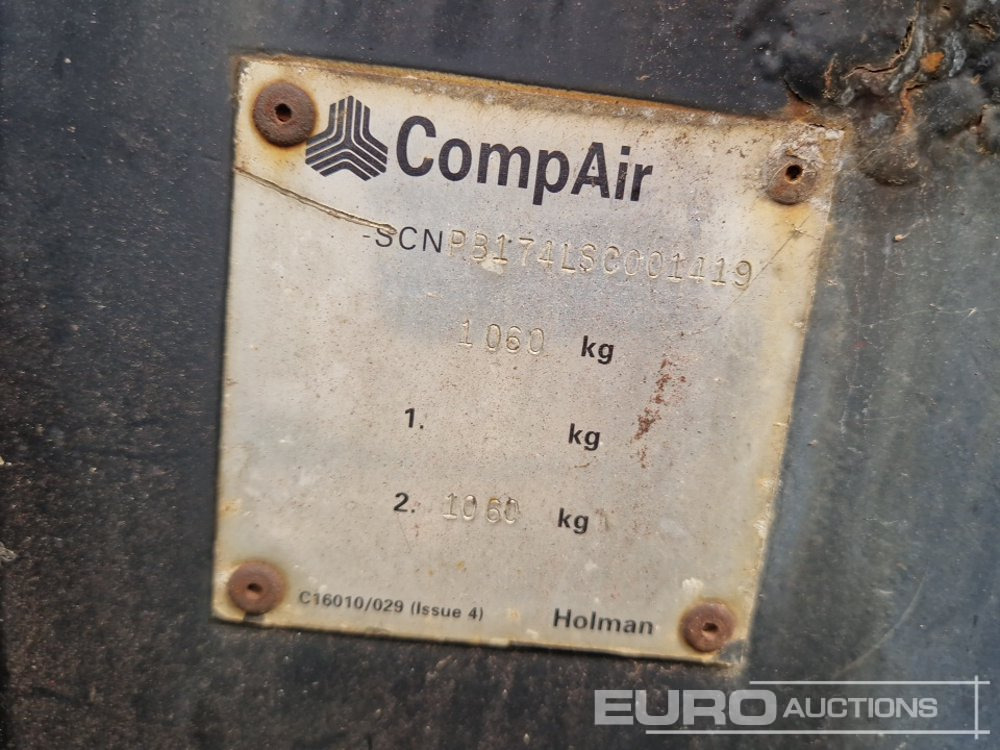 CompAir
-SCNPB174LSC001419
1060 kg
1. kg
2. 1060 kg
C16010/029 (Issue 4) Holman
EURO AUCTIONS